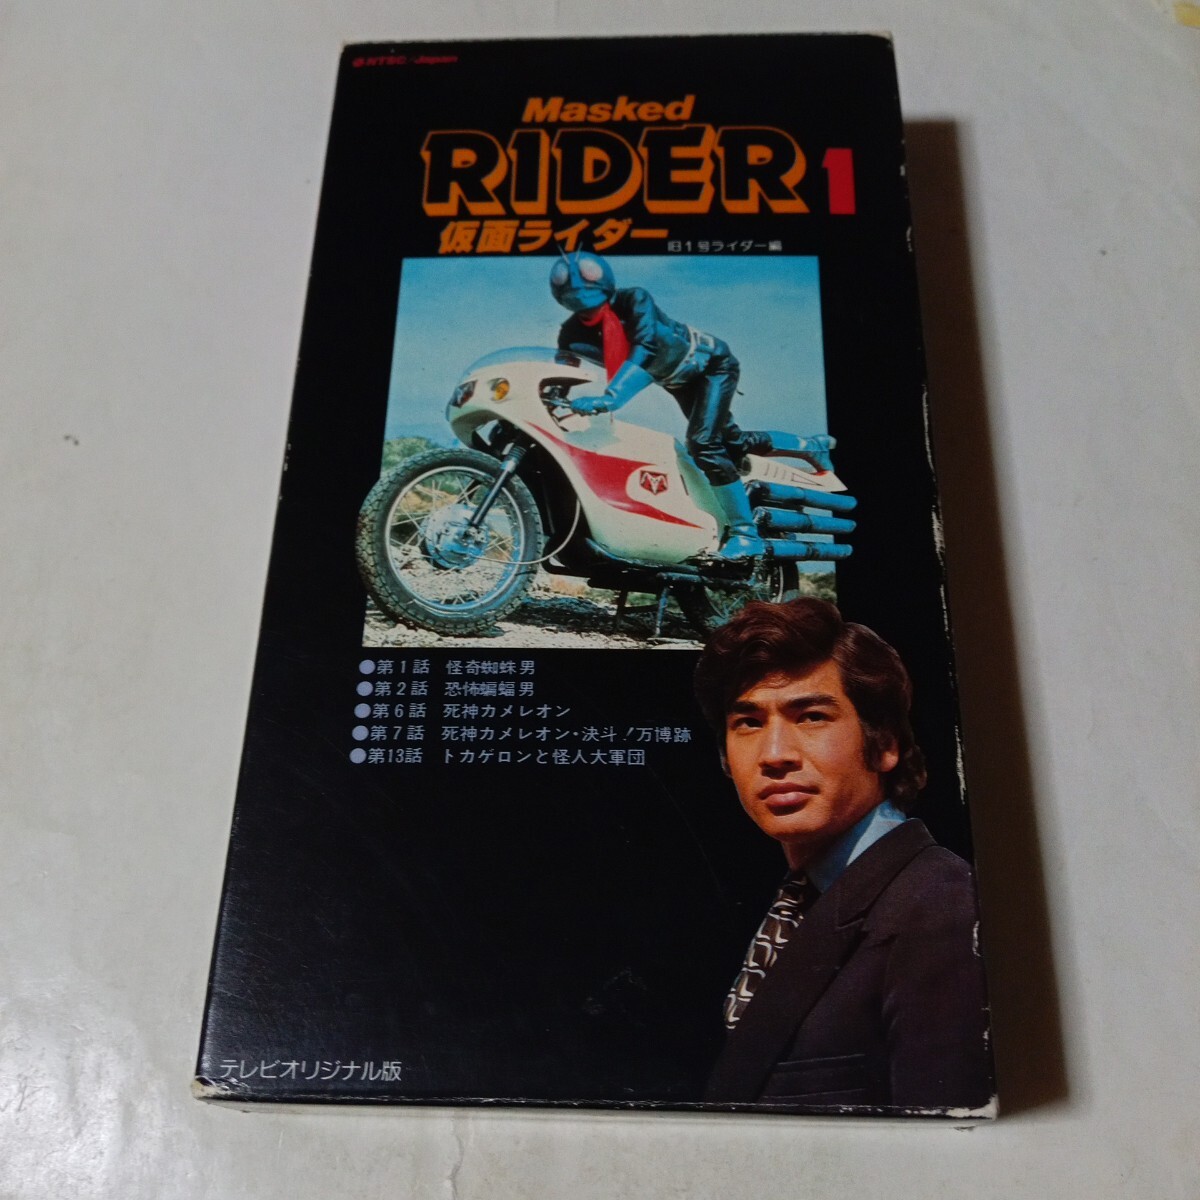 NTSC/Japan
Masked
RIDER 1
仮面ライダー 旧1号ライダー編
●第1話 怪奇蜘蛛男
●第2話 恐怖蝙蝠男
●第6話 死神カメレオン
●第7話 死神カメレオン・決斗!万博跡
●第13話 トカゲロンと怪人大軍団
テレビオリジナル版